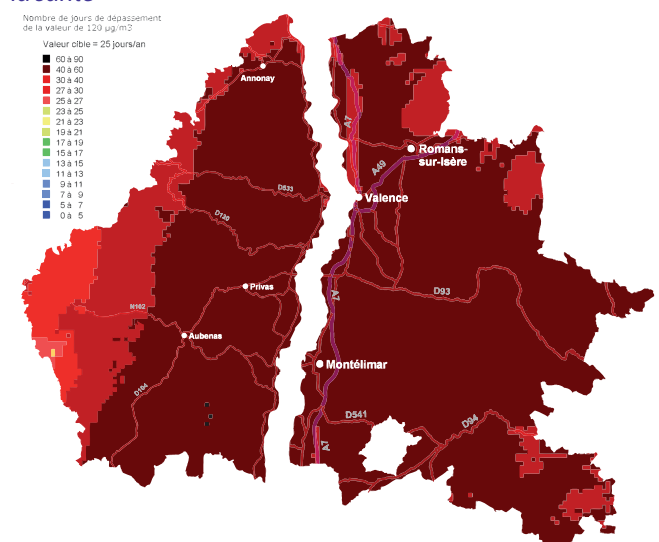 la santé
Nombre de jours de dépassement
de la valeur de 120 µg/m3
Valeur cible = 25 jours/an
60 à 90
40 à 60
30 à 40
27 à 30
25 à 27
23 à 25
21 à 23
19 à 21
17 à 19
15 à 17
13 à 15
11 à 13
9 à 11
7 à 9
5 à 7
0 à 5
Annonay
A7
Romans-
sur-Isère
A49
D533
Valence
D120
Privas
A7
D93
N102
Aubenas
Montélimar
D104
D541
D94
A7